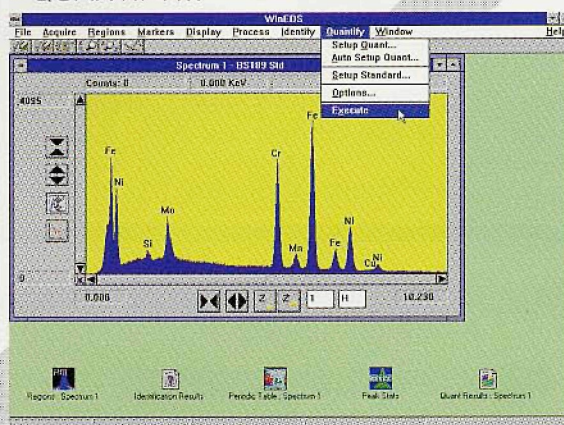 WinEDS
File Acquire Regions Markers Display Process Identify Quantify Window Help
Setup Quant...
Auto Setup Quant...
Setup Standard...
Options...
Execute
Spectrum 1 - BS189 Std
Counts: 0 0.000 KeV
4095
Fe
Fe
Cr
Ni
Mo
Ni
Si
Mn
Fe
Cu
Ni
0
0.000
Z
Z
1
H
10.230
Regions : Spectrum 1
Identification Results
Periodic Table : Spectrum 1
Peak Stats
Quant Results : Spectrum 1